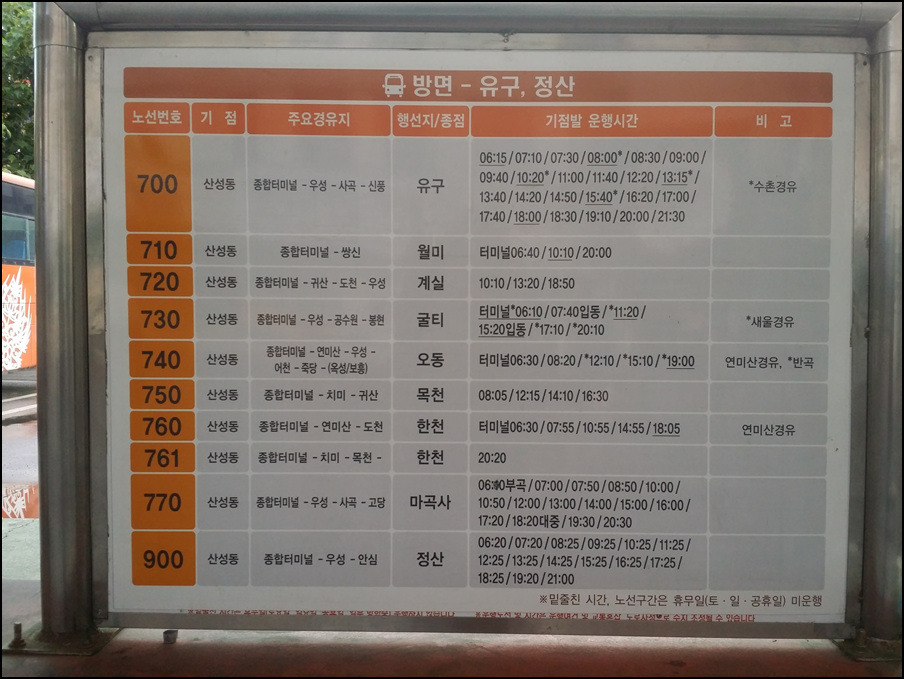 방면 - 유구, 정산
노선번호 기 점 주요경유지 행선지/종점 기점발 운행시간 비 고
700 산성동 종합터미널 - 우성 - 사곡 - 신풍 유구
06:15 / 07:10 / 07:30 / 08:00* / 08:30 / 09:00 /
09:40 / 10:20* / 11:00 / 11:40 / 12:20 / 13:15* /
13:40 / 14:20 / 14:50 / 15:40* / 16:20 / 17:00 /
17:40 / 18:00 / 18:30 / 19:10 / 20:00 / 21:30
*수촌경유
710 산성동 종합터미널 - 쌍신 월미 터미널06:40 / 10:10 / 20:00
720 산성동 종합터미널 - 귀산 - 도천 - 우성 계실 10:10 / 13:20 / 18:50
730 산성동 종합터미널 - 우성 - 공수원 - 봉현 굴티
터미널*06:10 / 07:40입동 / *11:20 /
15:20입동 / *17:10 / *20:10
*새울경유
740 산성동
종합터미널 - 연미산 - 우성 -
어천 - 죽당 - (옥성/보흥)
오동 터미널06:30 / 08:20 / *12:10 / *15:10 / *19:00 연미산경유, *반곡
750 산성동 종합터미널 - 치미 - 귀산 목천 08:05 / 12:15 / 14:10 / 16:30
760 산성동 종합터미널 - 연미산 - 도천 한천 터미널06:30 / 07:55 / 10:55 / 14:55 / 18:05 연미산경유
761 산성동 종합터미널 - 치미 - 목천 - 한천 20:20
770 산성동 종합터미널 - 우성 - 사곡 - 고당 마곡사
/ 07:00 / 07:50 / 08:50 / 10:00 /
10:50 / 12:00 / 13:00 / 14:00 / 15:00 / 16:00 /
17:20 / 18:20대중 / 19:30 / 20:30
900 산성동 종합터미널 - 우성 - 안심 정산
06:20 / 07:20 / 08:25 / 09:25 / 10:25 / 11:25 /
12:25 / 13:25 / 14:25 / 15:25 / 16:25 / 17:25 /
18:25 / 19:20 / 21:00
※밑줄친 시간, 노선구간은 휴무일(토 · 일 · 공휴일) 미운행